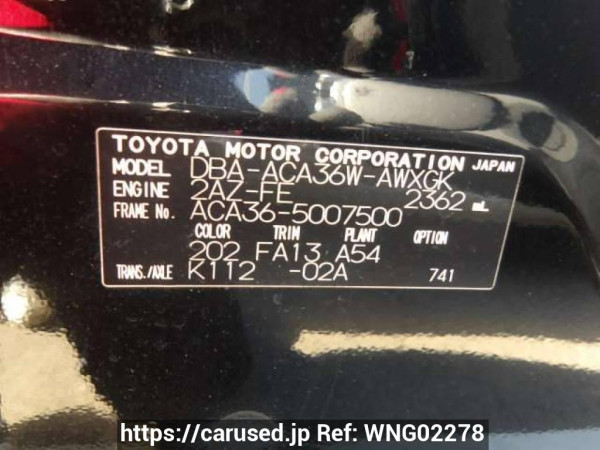 TOYOTA MOTOR CORPORATION JAPAN
MODEL DBA-ACA36W-AWXGK
ENGINE 2AZ-FE 2362 mL
FRAME No. ACA36-5007500
COLOR TRIM PLANT OPTION
202 FA13 A54
TRANS./AXLE K112 -02A 741
https://carused.jp Ref: WNG02278